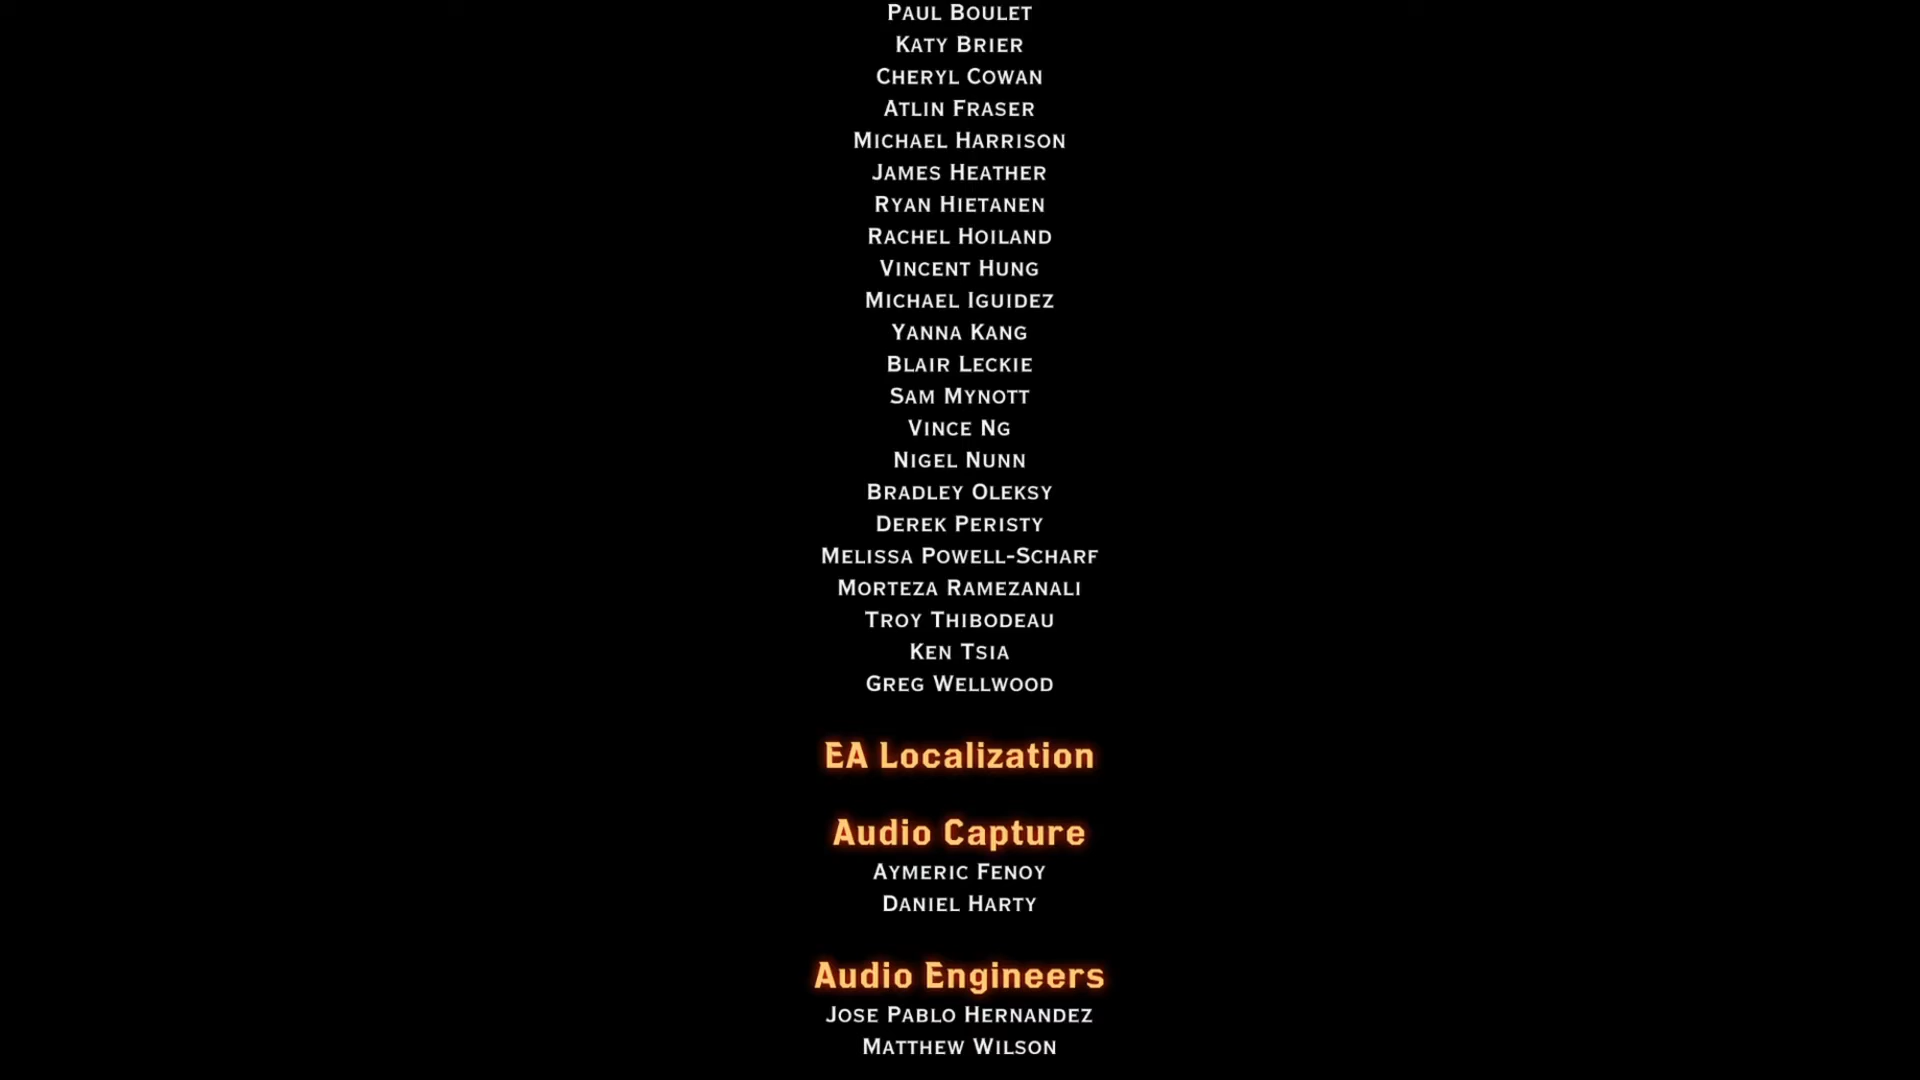 Paul Boulet
Katy Brier
Cheryl Cowan
Atlin Fraser
Michael Harrison
James Heather
Ryan Hietanen
Rachel Hoiland
Vincent Hung
Michael Iguidez
Yanna Kang
Blair Leckie
Sam Mynott
Vince Ng
Nigel Nunn
Bradley Oleksy
Derek Peristy
Melissa Powell-Scharf
Morteza Ramezanali
Troy Thibodeau
Ken Tsia
Greg Wellwood
EA Localization
Audio Capture
Aymeric Fenoy
Daniel Harty
Audio Engineers
Jose Pablo Hernandez
Matthew Wilson